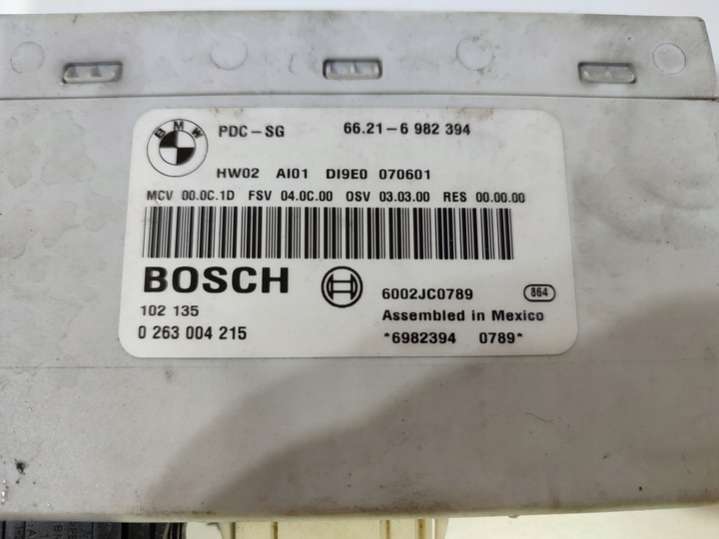 BMW PDC-SG 66.21-6 982 394
HW02 AI01 DI9E0 070601
MCV 00.0C.1D FSV 04.0C.00 OSV 03.03.00 RES 00.00.00
BOSCH
6002JC0789 864
102 135 Assembled in Mexico
0 263 004 215 *6982394 0789*